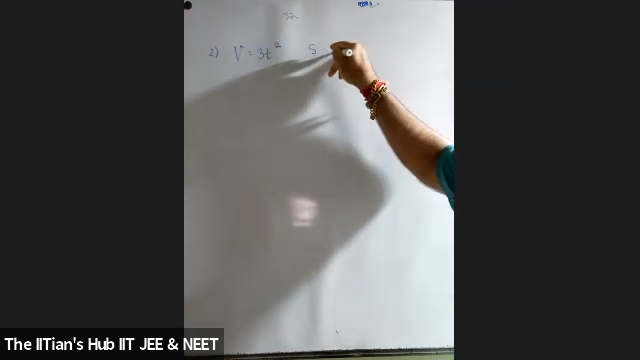 2) V = 3t² S
The IITian's Hub IIT JEE & NEET